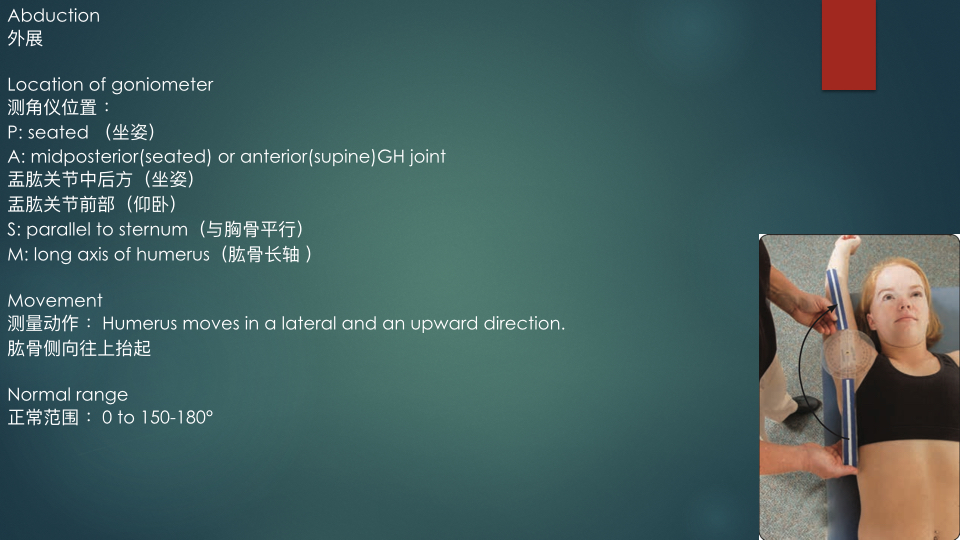 Abduction
外展
Location of goniometer
测角仪位置：
P: seated （坐姿）
A: midposterior(seated) or anterior(supine)GH joint
盂肱关节中后方（坐姿）
盂肱关节前部（仰卧）
S: parallel to sternum（与胸骨平行）
M: long axis of humerus（肱骨长轴 ）
Movement
测量动作： Humerus moves in a lateral and an upward direction.
肱骨侧向往上抬起
Normal range
正常范围： 0 to 150-180°